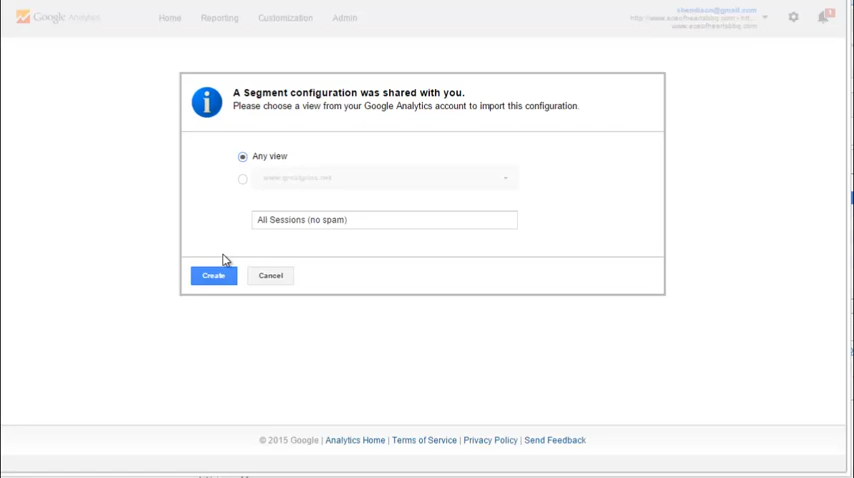 Google Analytics
Home Reporting Customization Admin
1
A Segment configuration was shared with you.
Please choose a view from your Google Analytics account to import this configuration.
Any view
All Sessions (no spam)
Create Cancel
© 2015 Google | Analytics Home | Terms of Service | Privacy Policy | Send Feedback